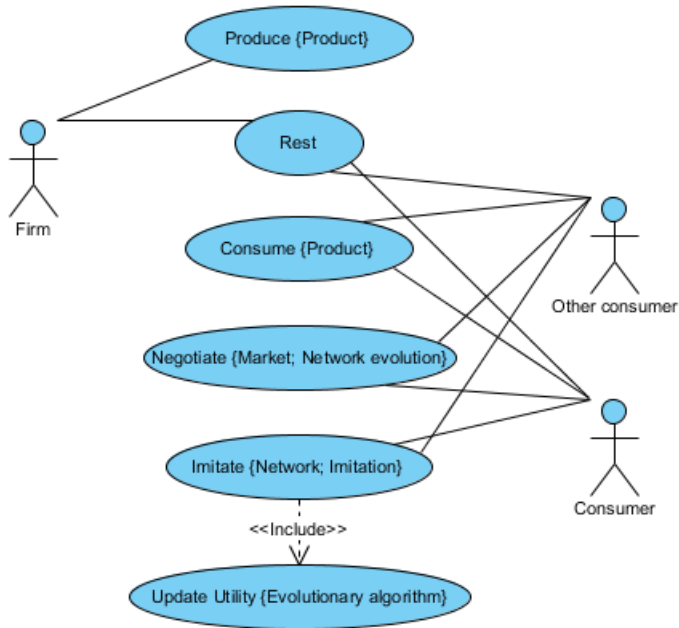 Produce {Product}
Rest
Firm
Consume {Product}
Other consumer
Negotiate {Market; Network evolution}
Imitate {Network; Imitation}
Consumer
<<Include>>
Update Utility {Evolutionary algorithm}